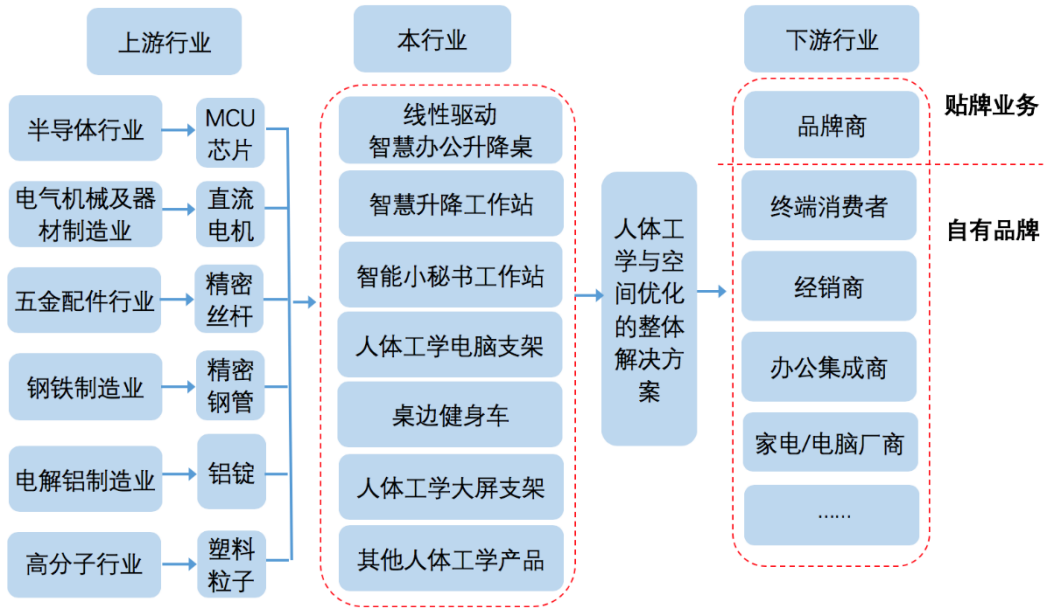 上游行业
本行业
下游行业
半导体行业
MCU
芯片
电气机械及器
材制造业
直流
电机
五金配件行业
精密
丝杆
钢铁制造业
精密
钢管
电解铝制造业
铝锭
高分子行业
塑料
粒子
线性驱动
智慧办公升降桌
智慧升降工作站
智能小秘书工作站
人体工学电脑支架
桌边健身车
人体工学大屏支架
其他人体工学产品
人体工
学与空
间优化
的整体
解决方
案
品牌商
终端消费者
经销商
办公集成商
家电/电脑厂商
……
贴牌业务
自有品牌